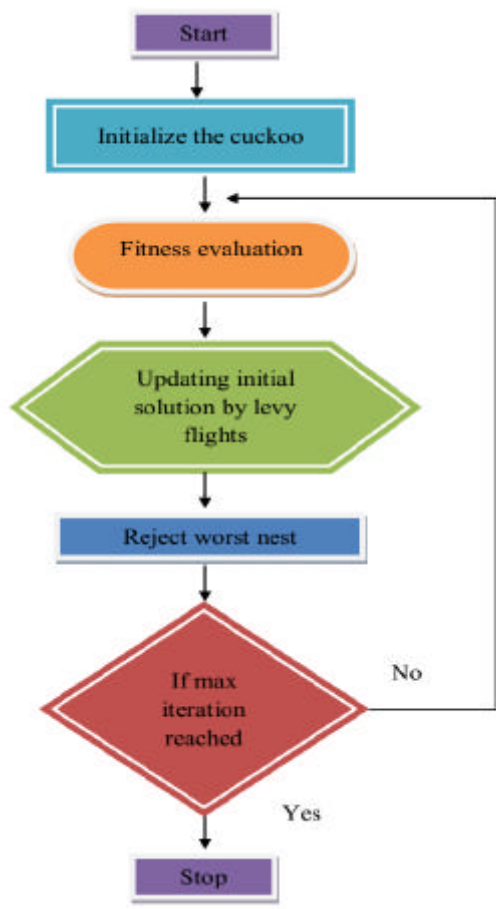 Start
Initialize the cuckoo
Fitness evaluation
Updating initial
solution by levy
flights
Reject worst nest
If max
iteration
reached
No
Yes
Stop